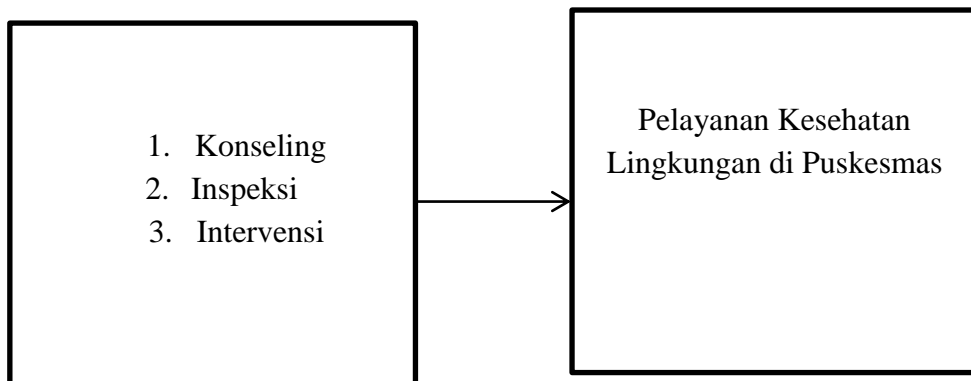 1. Konseling
2. Inspeksi
3. Intervensi
Pelayanan Kesehatan
Lingkungan di Puskesmas